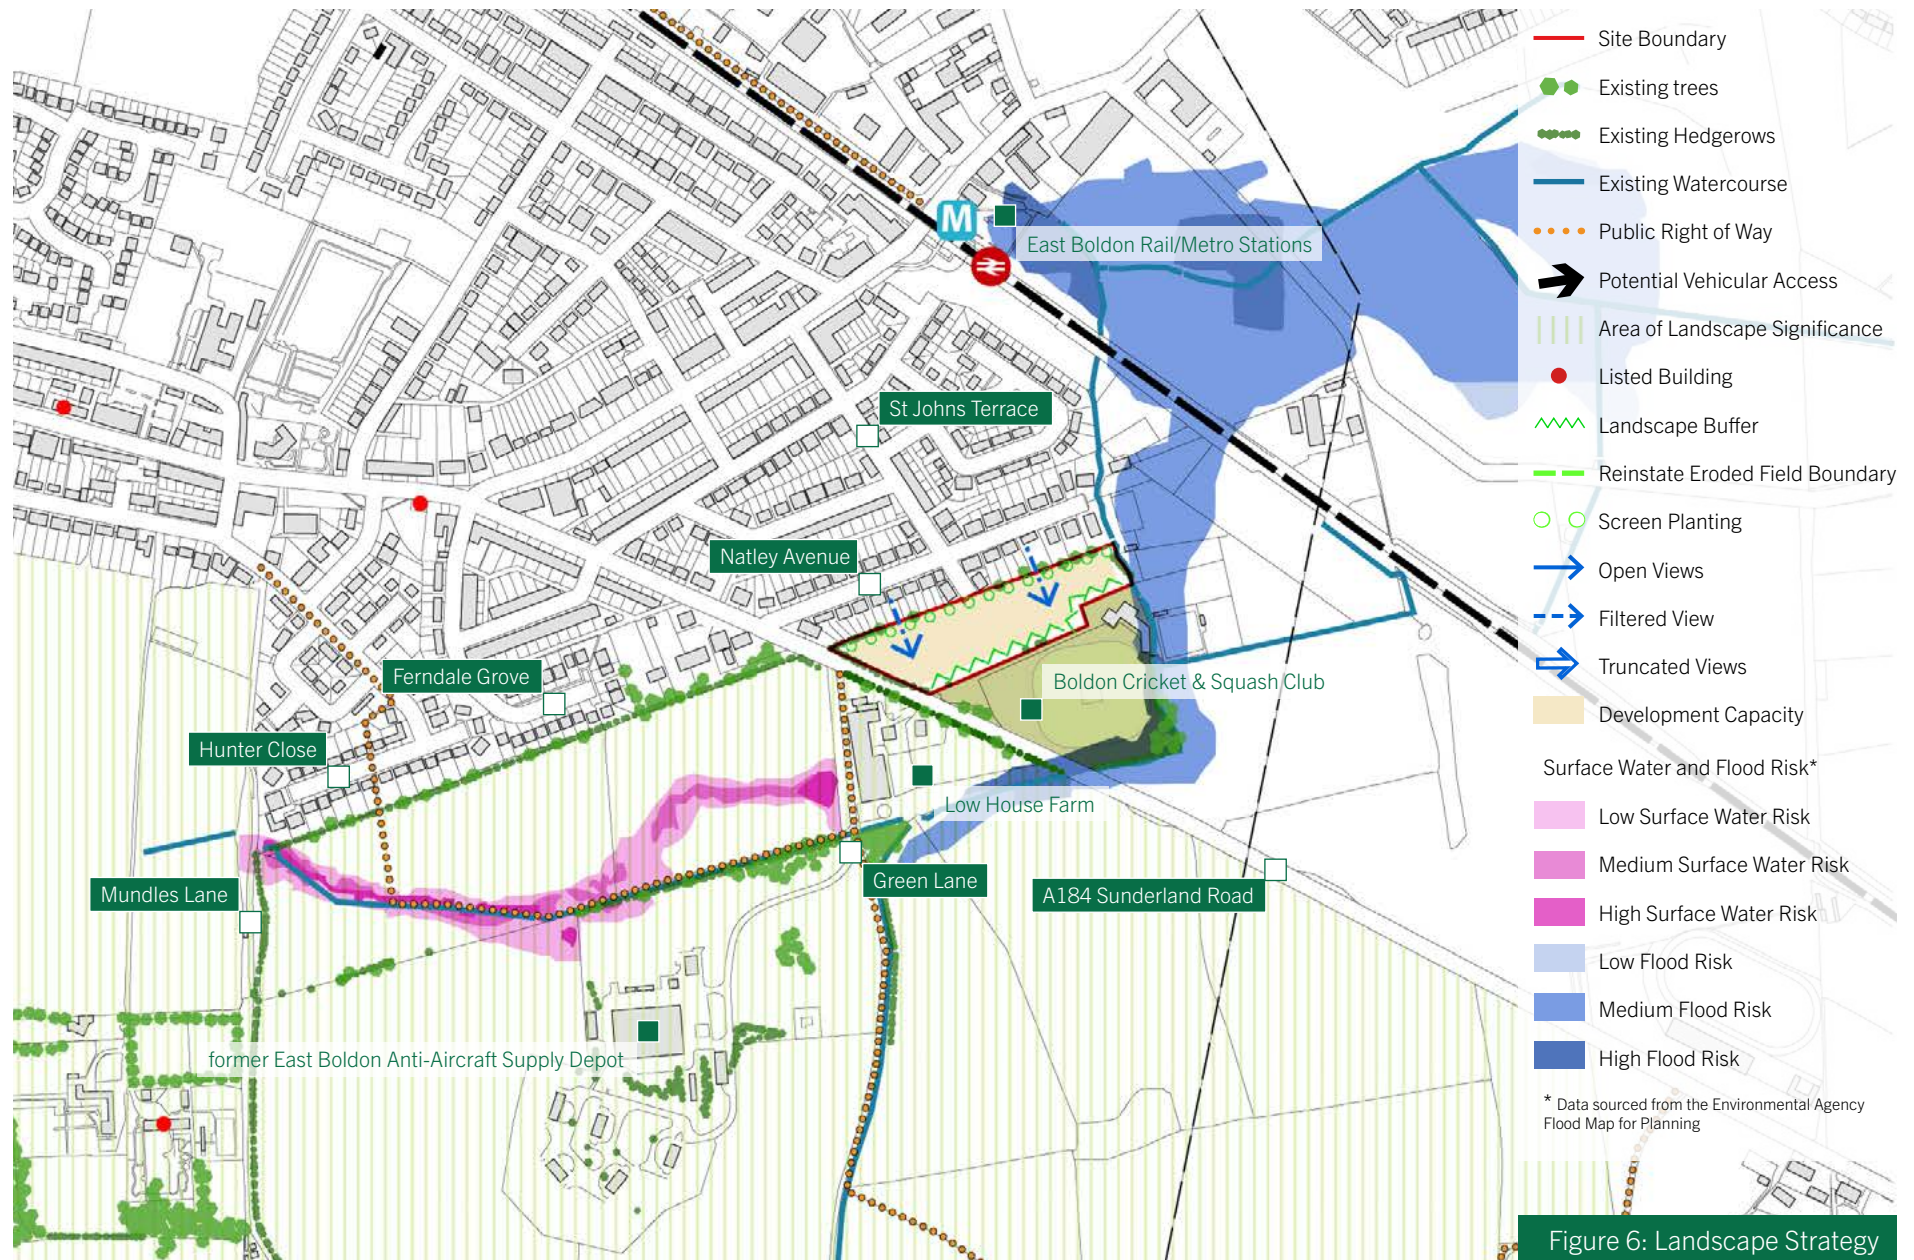 M
East Boldon Rail/Metro Stations
St Johns Terrace
Natley Avenue
Ferndale Grove
Boldon Cricket & Squash Club
Hunter Close
Low House Farm
Mundles Lane
Green Lane
A184 Sunderland Road
former East Boldon Anti-Aircraft Supply Depot
Site Boundary
Existing trees
Existing Hedgerows
Existing Watercourse
Public Right of Way
Potential Vehicular Access
Area of Landscape Significance
Listed Building
Landscape Buffer
Reinstate Eroded Field Boundary
Screen Planting
Open Views
Filtered View
Truncated Views
Development Capacity
Surface Water and Flood Risk*
Low Surface Water Risk
Medium Surface Water Risk
High Surface Water Risk
Low Flood Risk
Medium Flood Risk
High Flood Risk
* Data sourced from the Environmental Agency
Flood Map for Planning
Figure 6: Landscape Strategy